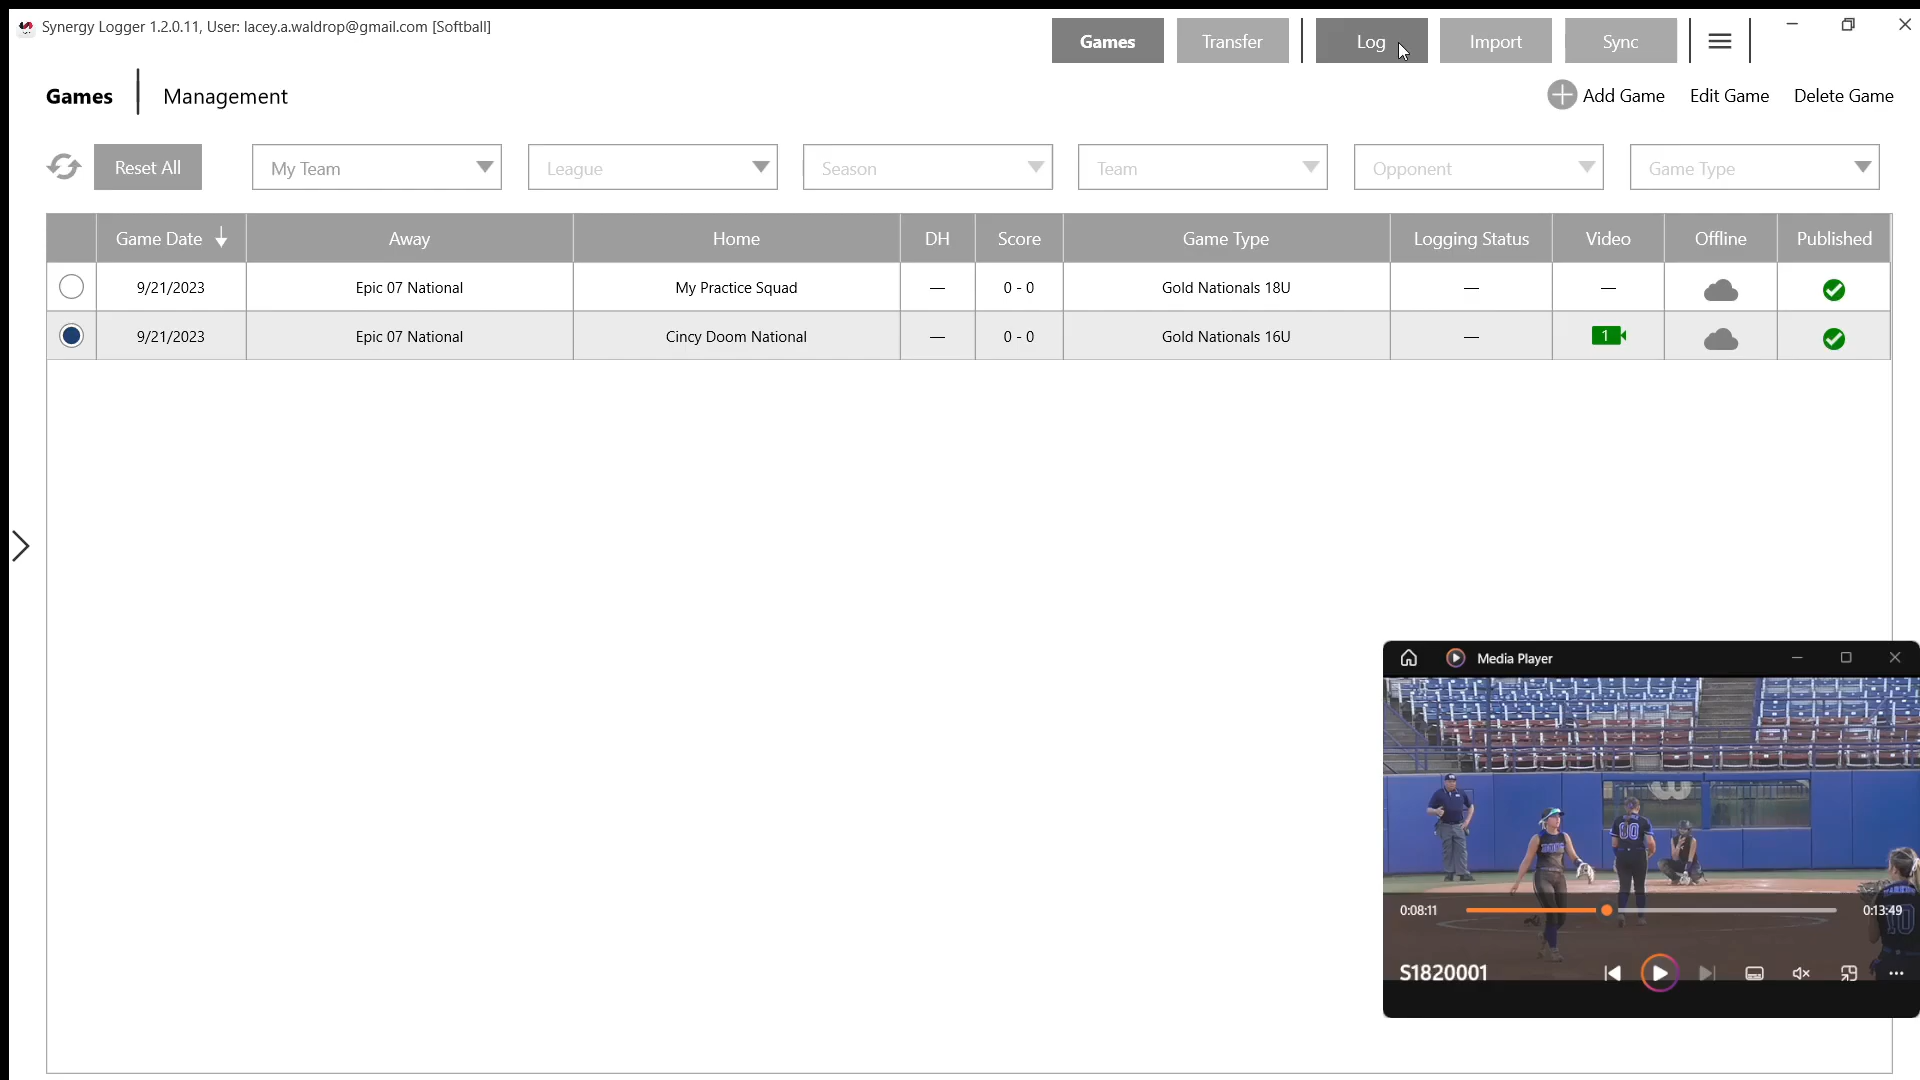 Synergy Logger 1.2.0.11, User: lacey.a.waldrop@gmail.com [Softball]
Games Transfer Log Import Sync
Games Management
Add Game Edit Game Delete Game
Reset All My Team League Season Team Opponent Game Type
Game Date Away Home DH Score Game Type Logging Status Video Offline Published
9/21/2023 Epic 07 National My Practice Squad — 0 - 0 Gold Nationals 18U — —
9/21/2023 Epic 07 National Cincy Doom National — 0 - 0 Gold Nationals 16U — 1
Media Player
00
10
0:08:11 0:13:49
S1820001